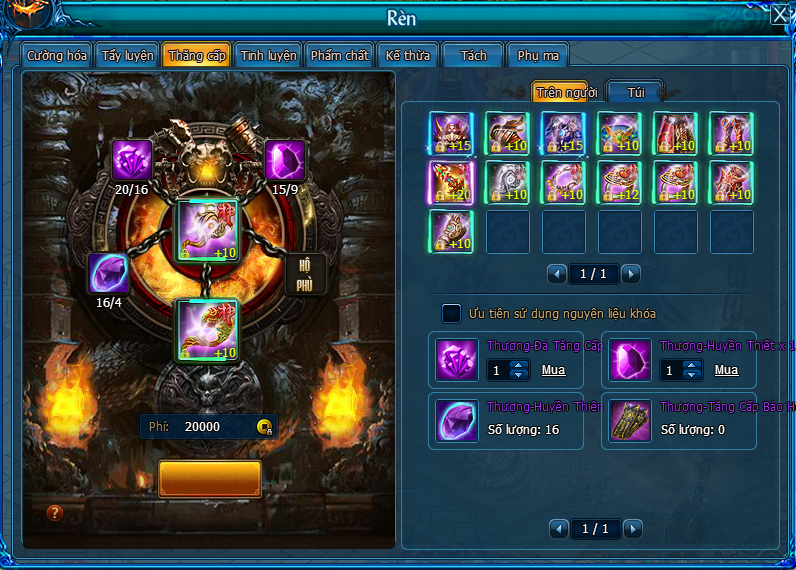 Rèn
X
Cường hóa Tẩy luyện Thăng cấp Tinh luyện Phẩm chất Kế thừa Tách Phụ ma
Trên người Túi
20/16 15/9
+10
16/4
HỘ
PHÙ
+10
Phí: 20000
?
+15 +10 +15 +10 +10 +10
+20 +10 +10 +12 +10 +10
+10
1 / 1
Ưu tiên sử dụng nguyên liệu khóa
Thượng-Đá Tăng Cấp Thượng-Huyền Thiết x 1
1 Mua 1 Mua
Thượng-Huyền Thiên Thượng-Tăng Cấp Bảo H
Số lượng: 16 Số lượng: 0
1 / 1